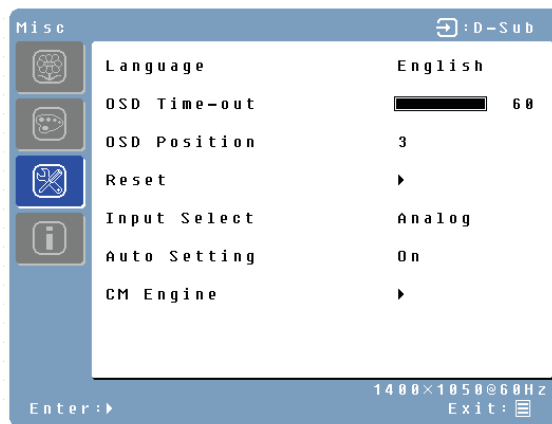 Misc :D-Sub
Language English
OSD Time-out 60
OSD Position 3
Reset
Input Select Analog
Auto Setting On
CM Engine
1400×1050@60Hz
Enter: Exit: